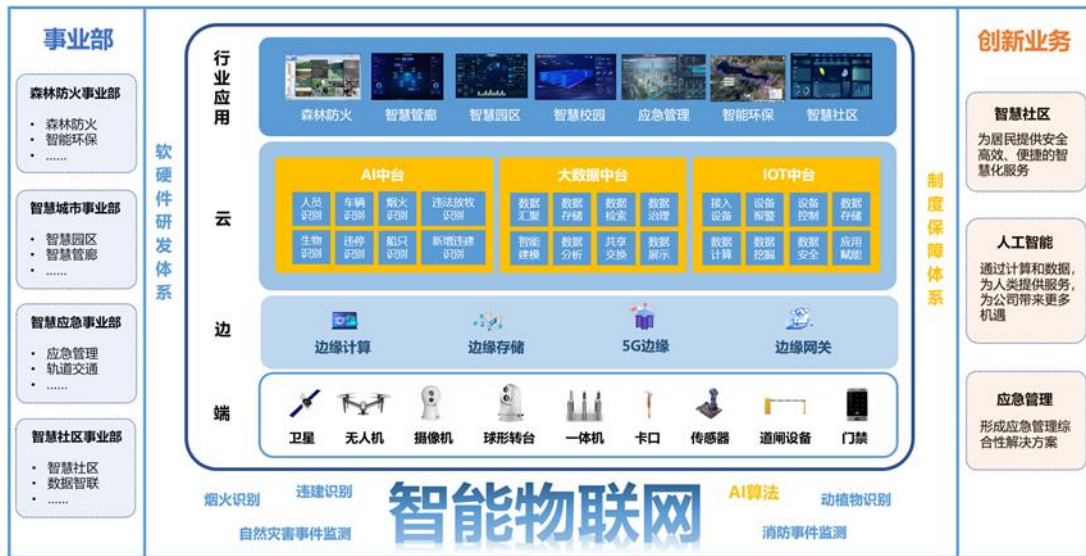 事业部
森林防火事业部
• 森林防火
• 智能环保
• ......
智慧城市事业部
• 智慧园区
• 智慧管廊
• ......
智慧应急事业部
• 应急管理
• 轨道交通
• ......
智慧社区事业部
• 智慧社区
• 数据智联
• ......
软硬件研发体系
行业应用
森林防火 智慧管廊 智慧园区 智慧校园 应急管理 智能环保 智慧社区
云
AI中台
人员识别 车辆识别 烟火识别 违法放牧识别
生物识别 违停识别 船只识别 新增违建识别
大数据中台
数据汇聚 数据存储 数据检索 数据治理
智能建模 数据分析 共享交换 数据展示
IOT中台
接入设备 设备报警 设备控制 数据存储
数据计算 数据挖掘 数据安全 应用赋能
边
边缘计算 边缘存储 5G边缘 边缘网关
端
卫星 无人机 摄像机 球形转台 一体机 卡口 传感器 道闸设备 门禁
制度保障体系
烟火识别 违建识别 智能物联网 AI算法 动植物识别
自然灾害事件监测 消防事件监测
创新业务
智慧社区
为居民提供安全
高效、便捷的智
慧化服务
人工智能
通过计算和数据，
为人类提供服务，
为公司带来更多
机遇
应急管理
形成应急管理综
合性解决方案